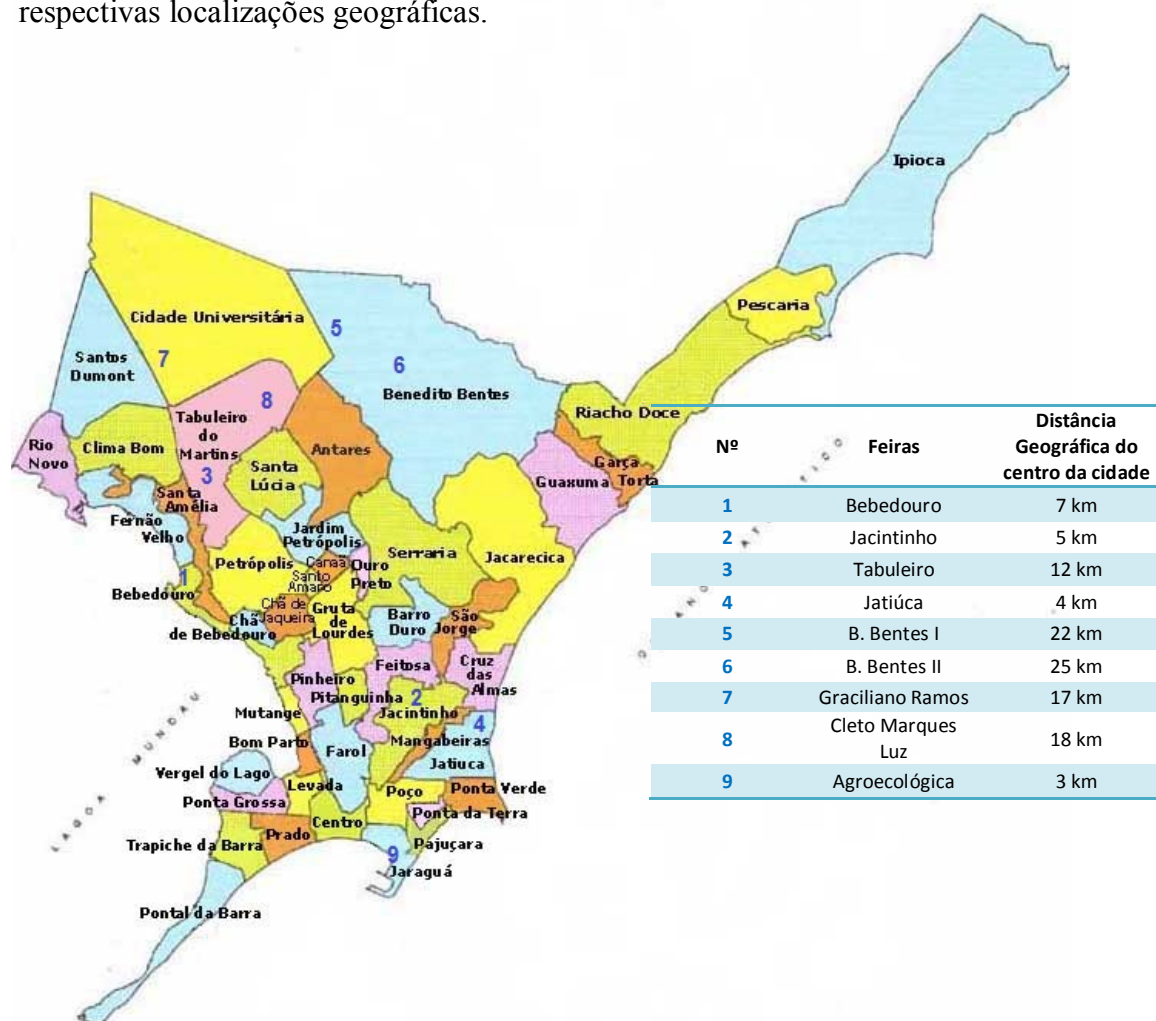 respectivas localizações geográficas.
Ipioca
Pescaria
Cidade Universitária
5
7
6
Santos
Dumont
Benedito Bentes
8
Riacho Doce
Tabuleiro
do
Martins
Rio
Novo
Clima Bom
Antares
Santa
Lúcia
3
Garça
Torta
Guaxuma
Santa
Amélia
Fernão
Velho
Jardim
Petrópolis
Serraria
Jacarecica
Petrópolis
Canaã
Ouro
Preto
Santo
Amaro
1
Bebedouro
Chã de
Jaqueira
Gruta
de
Lourdes
Chã
de Bebedouro
Barro
Duro
São
Jorge
Feitosa
Cruz
das
Almas
Pinheiro
Pitanguinha
2
Jacintinho
Mutange
4
Mangabeiras
Bom Parto
Farol
Jatiuca
Vergel do Lago
Levada
Poço
Ponta Verde
Ponta Grossa
Ponta da Terra
Centro
Prado
Trapiche da Barra
Pajuçara
9
Jaraguá
Pontal da Barra
LAGOA MUNDAU
OCEANO ATLANTICO
Nº Feiras Distância
Geográfica do
centro da cidade
1 Bebedouro 7 km
2 Jacintinho 5 km
3 Tabuleiro 12 km
4 Jatiúca 4 km
5 B. Bentes I 22 km
6 B. Bentes II 25 km
7 Graciliano Ramos 17 km
8 Cleto Marques
Luz 18 km
9 Agroecológica 3 km